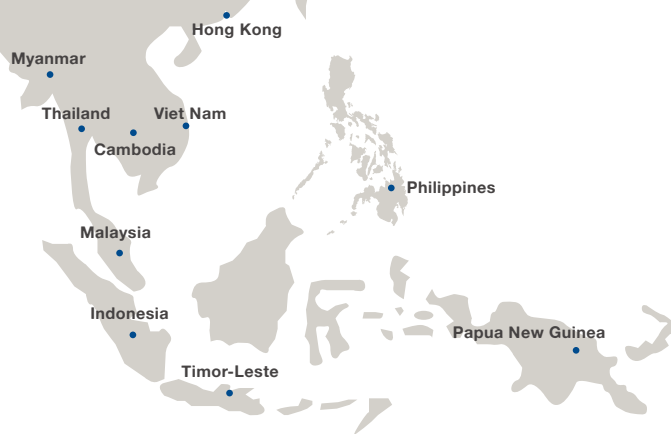 Hong Kong
Myanmar
Thailand
Viet Nam
Cambodia
Philippines
Malaysia
Indonesia
Papua New Guinea
Timor-Leste